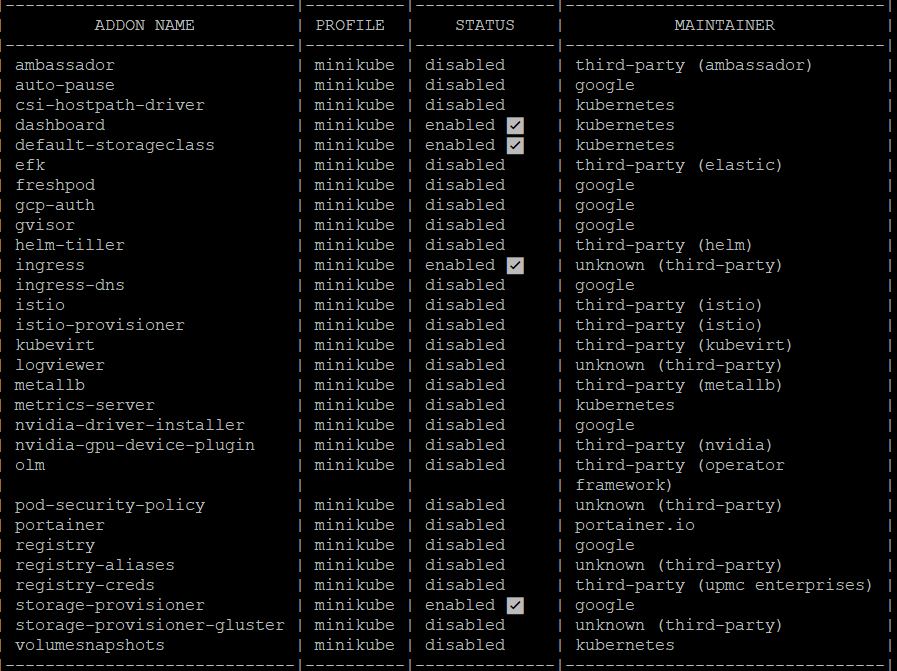 |-----------------------------|----------|--------------|--------------------------------|
| ADDON NAME | PROFILE | STATUS | MAINTAINER |
|-----------------------------|----------|--------------|--------------------------------|
| ambassador | minikube | disabled | third-party (ambassador) |
| auto-pause | minikube | disabled | google |
| csi-hostpath-driver | minikube | disabled | kubernetes |
| dashboard | minikube | enabled ✅ | kubernetes |
| default-storageclass | minikube | enabled ✅ | kubernetes |
| efk | minikube | disabled | third-party (elastic) |
| freshpod | minikube | disabled | google |
| gcp-auth | minikube | disabled | google |
| gvisor | minikube | disabled | google |
| helm-tiller | minikube | disabled | third-party (helm) |
| ingress | minikube | enabled ✅ | unknown (third-party) |
| ingress-dns | minikube | disabled | google |
| istio | minikube | disabled | third-party (istio) |
| istio-provisioner | minikube | disabled | third-party (istio) |
| kubevirt | minikube | disabled | third-party (kubevirt) |
| logviewer | minikube | disabled | unknown (third-party) |
| metallb | minikube | disabled | third-party (metallb) |
| metrics-server | minikube | disabled | kubernetes |
| nvidia-driver-installer | minikube | disabled | google |
| nvidia-gpu-device-plugin | minikube | disabled | third-party (nvidia) |
| olm | minikube | disabled | third-party (operator |
| | | | framework) |
| pod-security-policy | minikube | disabled | unknown (third-party) |
| portainer | minikube | disabled | portainer.io |
| registry | minikube | disabled | google |
| registry-aliases | minikube | disabled | unknown (third-party) |
| registry-creds | minikube | disabled | third-party (upmc enterprises) |
| storage-provisioner | minikube | enabled ✅ | google |
| storage-provisioner-gluster | minikube | disabled | unknown (third-party) |
| volumesnapshots | minikube | disabled | kubernetes |
|-----------------------------|----------|--------------|--------------------------------|